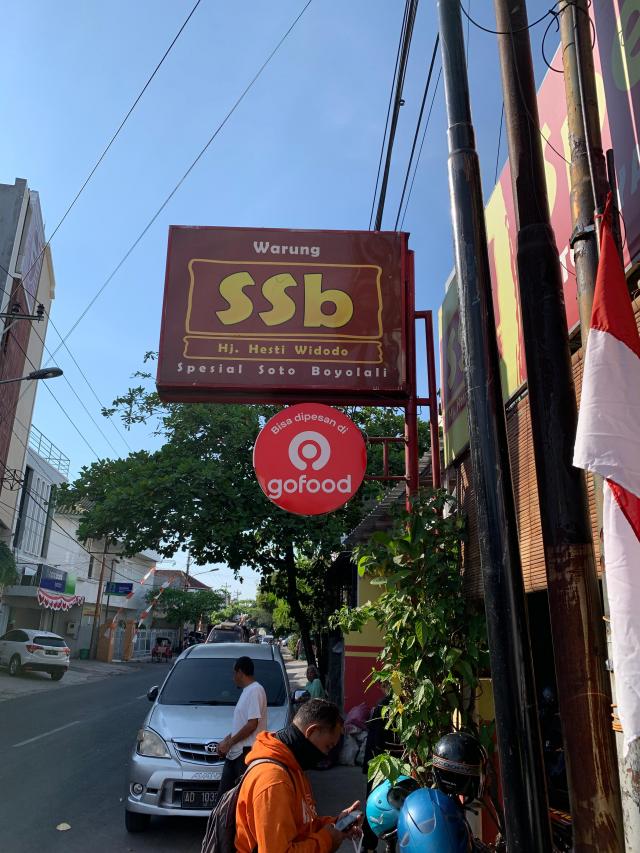 Warung
SSb
Hj. Hesti Widodo
Spesial Soto Boyolali
Bisa dipesan di
gofood